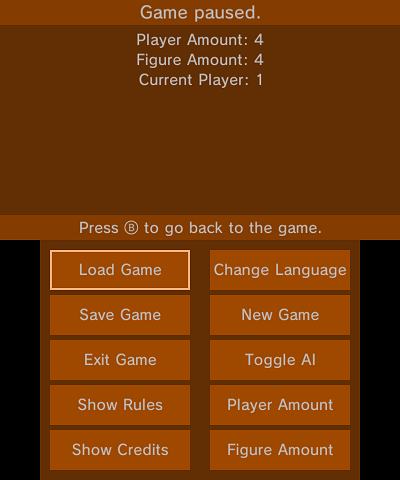 Game paused.
Player Amount: 4
Figure Amount: 4
Current Player: 1
Press Ⓑ to go back to the game.
Load Game
Change Language
Save Game
New Game
Exit Game
Toggle AI
Show Rules
Player Amount
Show Credits
Figure Amount